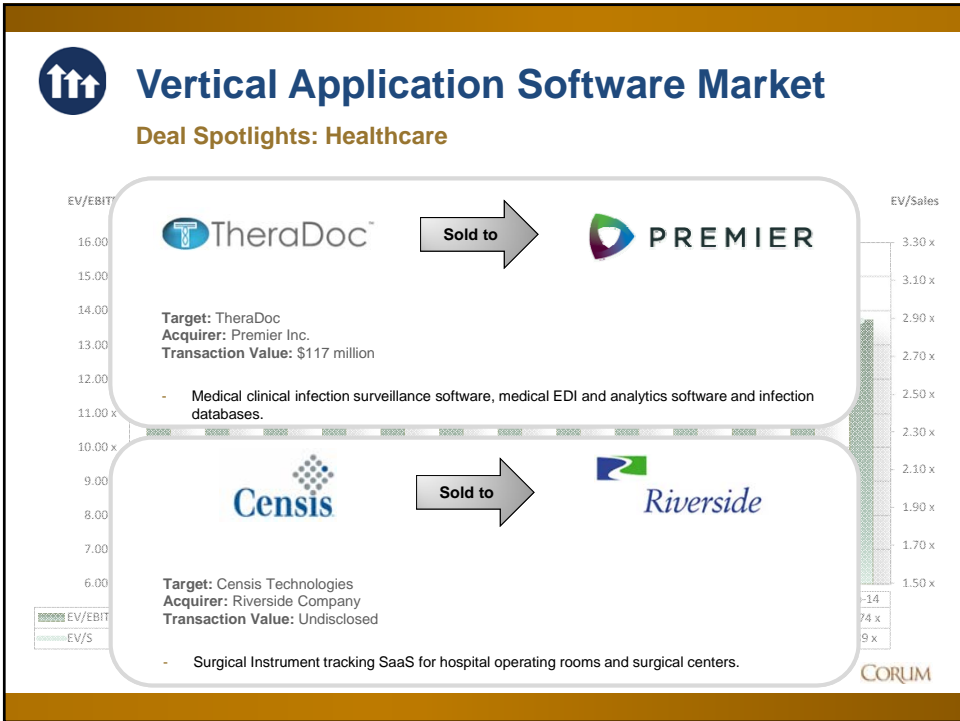 Vertical Application Software Market
Deal Spotlights: Healthcare
EV/EBIT
EV/Sales
TheraDoc™
Sold to
PREMIER
16.00
15.00
14.00
13.00
12.00
11.00 x
10.00 x
9.00
8.00
7.00
6.00
3.30 x
3.10 x
2.90 x
2.70 x
2.50 x
2.30 x
2.10 x
1.90 x
1.70 x
1.50 x
Target: TheraDoc
Acquirer: Premier Inc.
Transaction Value: $117 million
- Medical clinical infection surveillance software, medical EDI and analytics software and infection
databases.
Censis
Sold to
Riverside
Target: Censis Technologies
Acquirer: Riverside Company
Transaction Value: Undisclosed
- Surgical Instrument tracking SaaS for hospital operating rooms and surgical centers.
-14
EV/EBIT
74 x
EV/S
9 x
CORUM